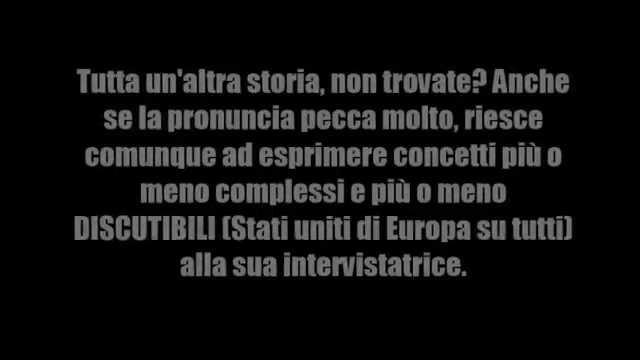 Tutta un'altra storia, non trovate? Anche
se la pronuncia pecca molto, riesce
comunque ad esprimere concetti più o
meno complessi e più o meno
DISCUTIBILI (Stati uniti di Europa su tutti)
alla sua intervistatrice.